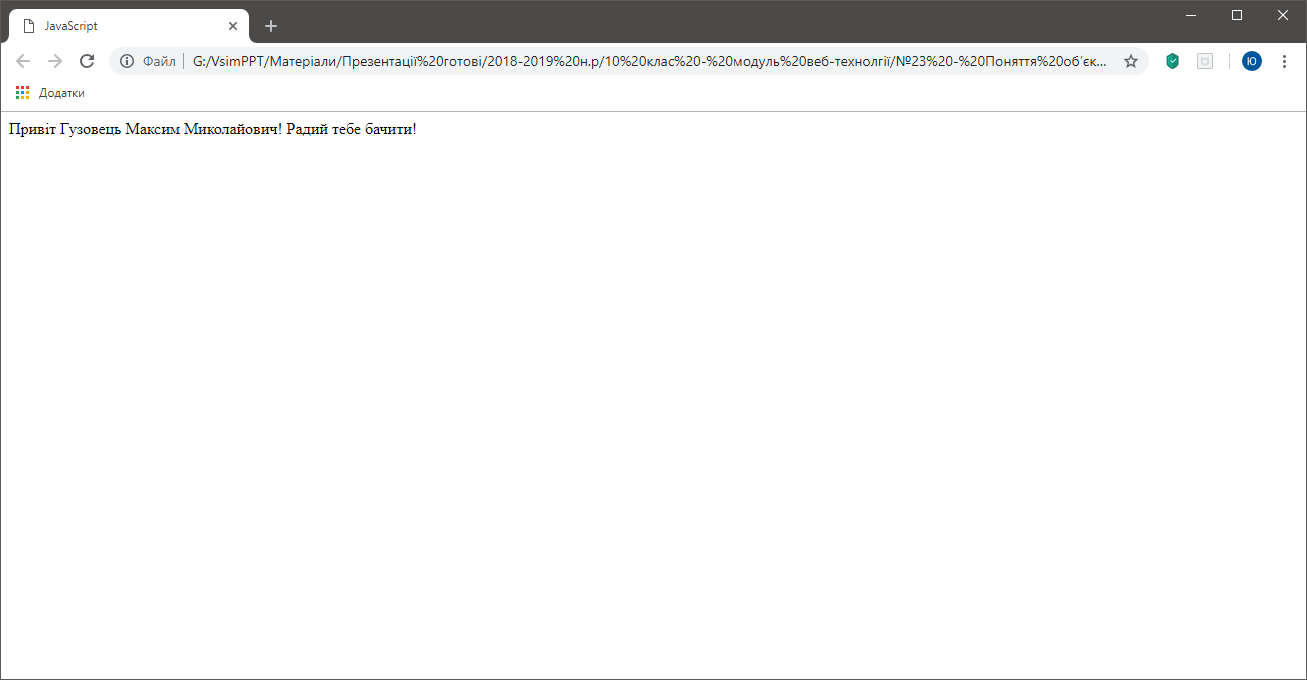 JavaScript
Файл G:/VsimPPT/Матеріали/Презентації%20готові/2018-2019%20н.р/10%20клас%20-%20модуль%20веб-технолгії/№23%20-%20Поняття%20об'єк...
Ю
Додатки
Привіт Гузовець Максим Миколайович! Радий тебе бачити!